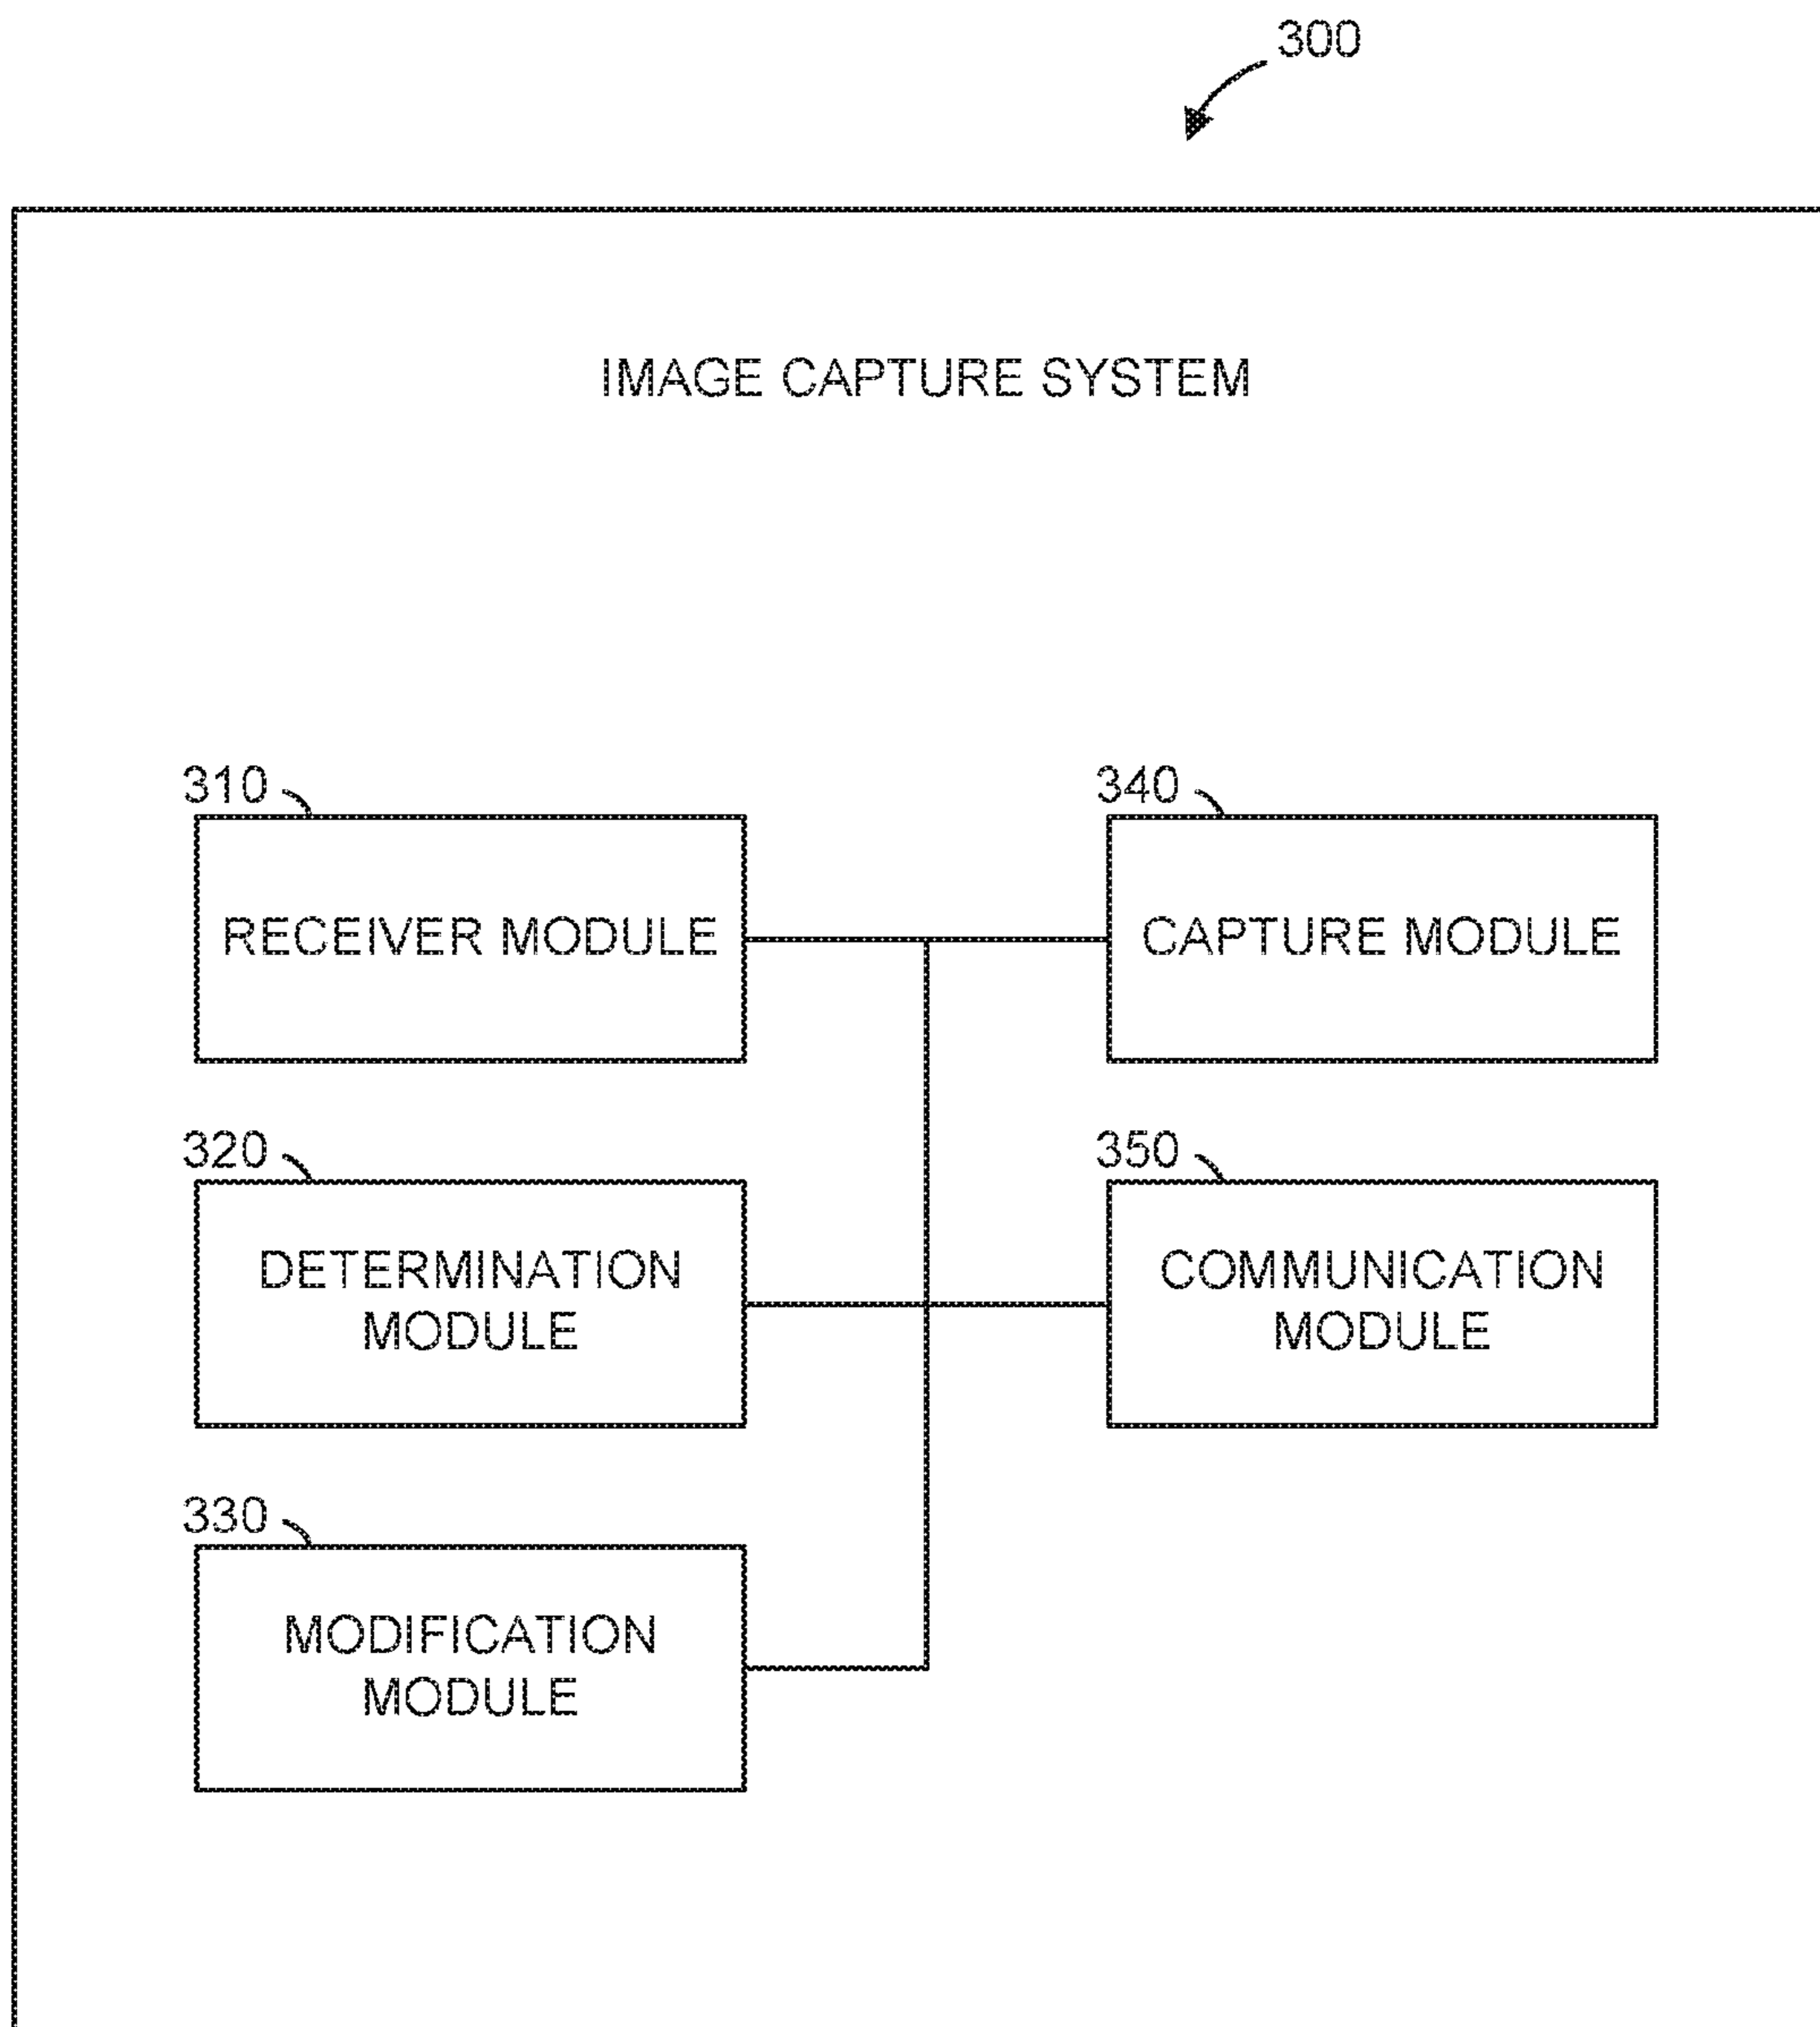 300
IMAGE CAPTURE SYSTEM
310
RECEIVER MODULE
340
CAPTURE MODULE
320
DETERMINATION
MODULE
350
COMMUNICATION
MODULE
330
MODIFICATION
MODULE